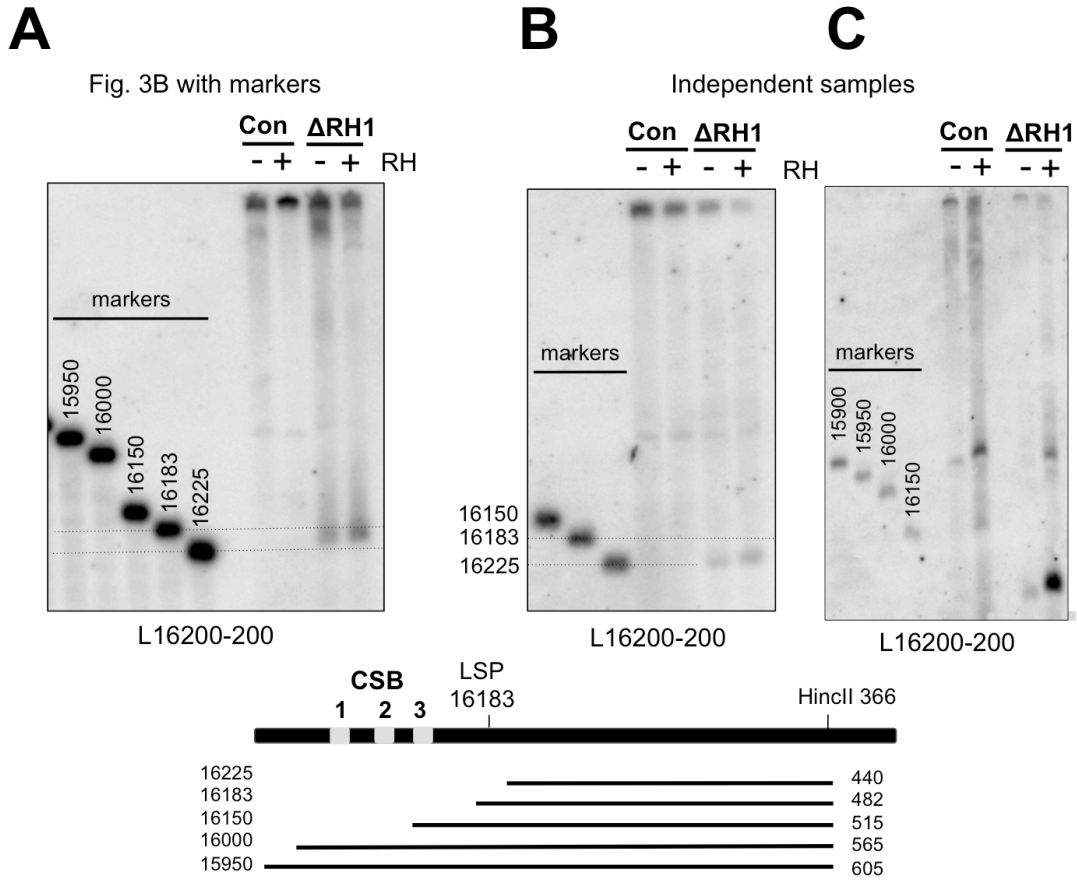 A
B
C
Fig. 3B with markers
Independent samples
Con ΔRH1
- + - + RH
Con ΔRH1
- + - + RH
Con ΔRH1
- + - +
markers
15950
16000
16150
16183
16225
markers
16150
16183
16225
markers
15900
15950
16000
16150
L16200-200
L16200-200
L16200-200
CSB
1 2 3
LSP
16183
HincII 366
16225 440
16183 482
16150 515
16000 565
15950 605